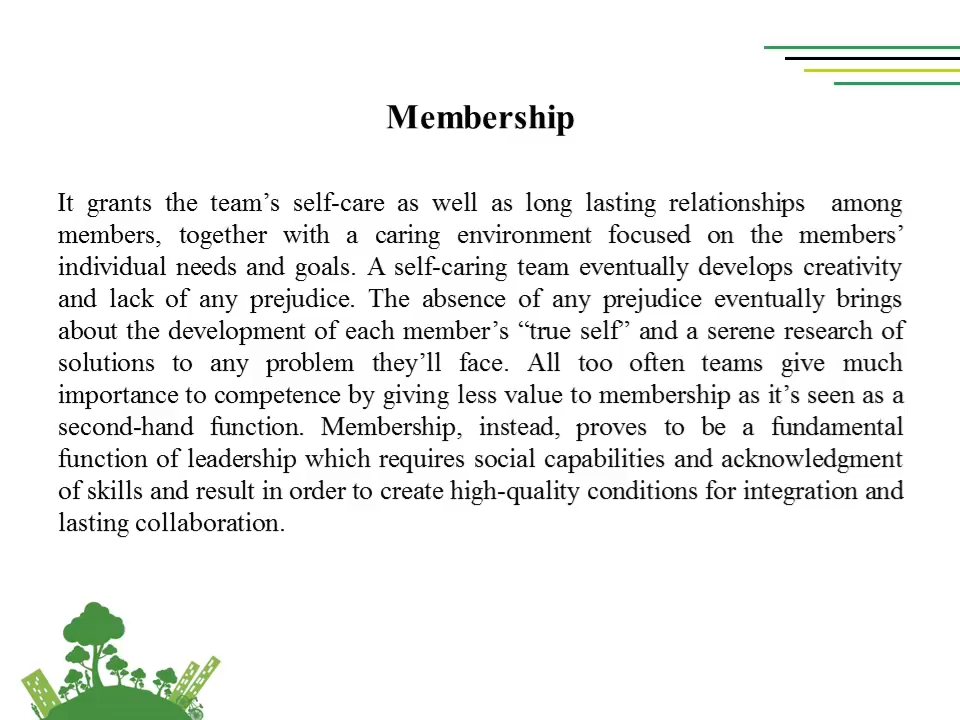 Membership
It grants the team’s self-care as well as long lasting relationships among
members, together with a caring environment focused on the members’
individual needs and goals. A self-caring team eventually develops creativity
and lack of any prejudice. The absence of any prejudice eventually brings
about the development of each member’s “true self” and a serene research of
solutions to any problem they’ll face. All too often teams give much
importance to competence by giving less value to membership as it’s seen as a
second-hand function. Membership, instead, proves to be a fundamental
function of leadership which requires social capabilities and acknowledgment
of skills and result in order to create high-quality conditions for integration and
lasting collaboration.